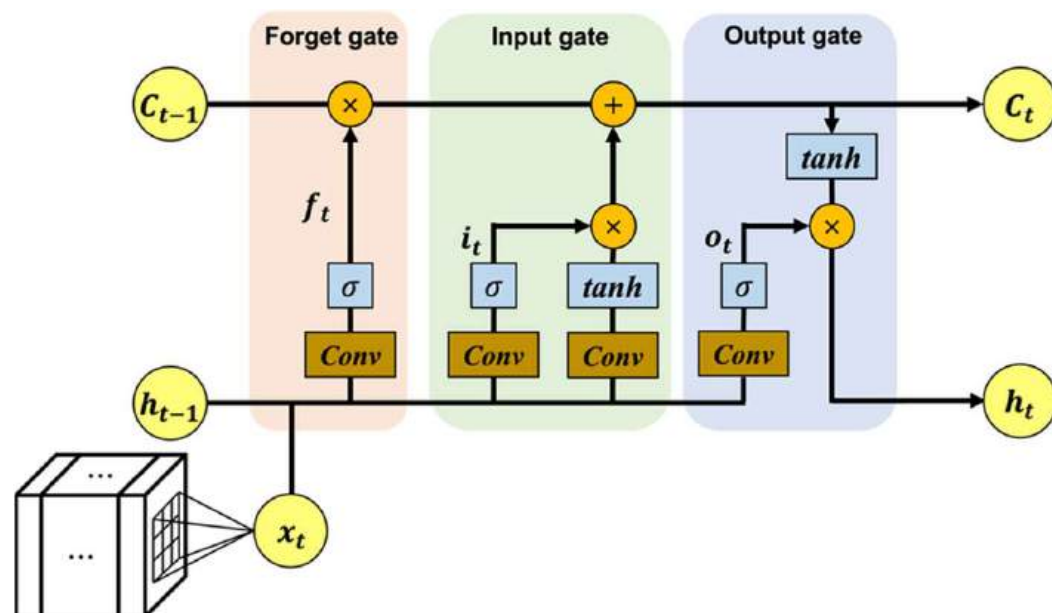 Forget gate
Input gate
Output gate
C_{t−1}
×
+
C_t
tanh
f_t
i_t
×
o_t
×
σ
σ
tanh
σ
Conv
Conv
Conv
Conv
h_{t−1}
h_t
...
...
x_t